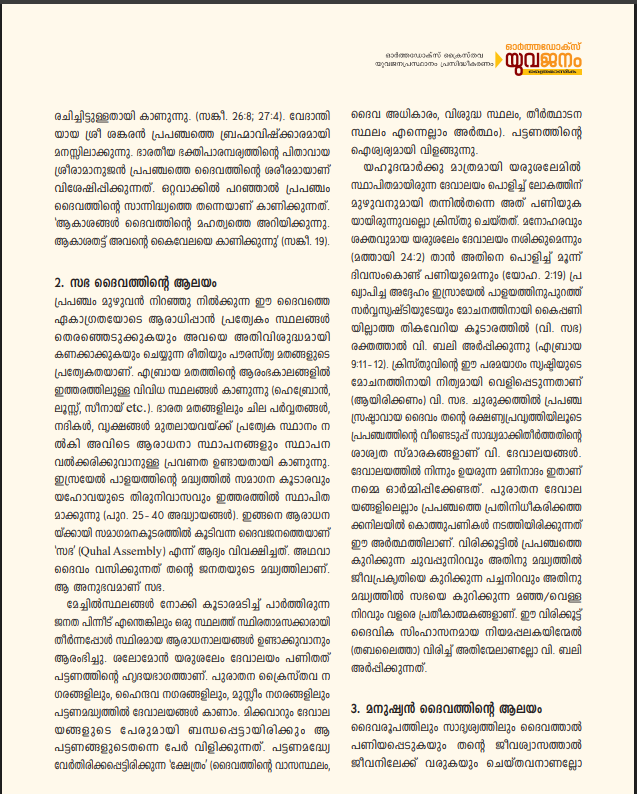 ഓർത്തഡോക്സ് ക്രൈസ്തവ
യുവജനപ്രസ്ഥാനം പ്രസിദ്ധീകരണം
ഓർത്തഡോക്സ്
യുവജനം
ത്രൈമാസിക
രചിച്ചിട്ടുള്ളതായി കാണുന്നു. (സങ്കീ. 26:8; 27:4). വേദാന്തി
യായ ശ്രീ ശങ്കരൻ പ്രപഞ്ചത്തെ ബ്രഹ്മാവിഷ്ക്കാരമായി
മനസ്സിലാക്കുന്നു. ഭാരതീയ ഭക്തിപാരമ്പര്യത്തിന്റെ പിതാവായ
ശ്രീരാമാനുജൻ പ്രപഞ്ചത്തെ ദൈവത്തിന്റെ ശരീരമായാണ്
വിശേഷിപ്പിക്കുന്നത്. ഒറ്റവാക്കിൽ പറഞ്ഞാൽ പ്രപഞ്ചം
ദൈവത്തിന്റെ സാന്നിദ്ധ്യത്തെ തന്നെയാണ് കാണിക്കുന്നത്.
'ആകാശങ്ങൾ ദൈവത്തിന്റെ മഹത്വത്തെ അറിയിക്കുന്നു.
ആകാശതട്ട് അവന്റെ കൈവേലയെ കാണിക്കുന്നു' (സങ്കീ. 19).
2. സഭ ദൈവത്തിന്റെ ആലയം
പ്രപഞ്ചം മുഴുവൻ നിറഞ്ഞു നിൽക്കുന്ന ഈ ദൈവത്തെ
ഏകാഗ്രതയോടെ ആരാധിപ്പാൻ പ്രത്യേകം സ്ഥലങ്ങൾ
തെരഞ്ഞെടുക്കുകയും അവയെ അതിവിശുദ്ധമായി
കണക്കാക്കുകയും ചെയ്യുന്ന രീതിയും പൗരസ്ത്യ മതങ്ങളുടെ
പ്രത്യേകതയാണ്. എബ്രായ മതത്തിന്റെ ആരംഭകാലങ്ങളിൽ
ഇത്തരത്തിലുള്ള വിവിധ സ്ഥലങ്ങൾ കാണുന്നു (ഹെബ്രോൻ,
ലൂസ്സ്, സീനായ് etc.). ഭാരത മതങ്ങളിലും ചില പർവ്വതങ്ങൾ,
നദികൾ, വൃക്ഷങ്ങൾ മുതലായവയ്ക്ക് പ്രത്യേക സ്ഥാനം ന
ൽകി അവിടെ ആരാധനാ സ്ഥാപനങ്ങളും സ്ഥാപന
വൽക്കരിക്കുവാനുള്ള പ്രവണത ഉണ്ടായതായി കാണുന്നു.
ഇസ്രയേൽ പാളയത്തിന്റെ മദ്ധ്യത്തിൽ സമാഗന കൂടാരവും
യഹോവയുടെ തിരുനിവാസവും ഇത്തരത്തിൽ സ്ഥാപിത
മാക്കുന്നു (പുറ. 25-40 അദ്ധ്യായങ്ങൾ). ഇങ്ങനെ ആരാധന
യ്ക്കായി സമാഗമനകൂടരത്തിൽ കൂടിവന്ന ദൈവജനത്തെയാണ്
'സഭ' (Quhal Assembly) എന്ന് ആദ്യം വിവക്ഷിച്ചത്. അഥവാ
ദൈവം വസിക്കുന്നത് തന്റെ ജനതയുടെ മദ്ധ്യത്തിലാണ്.
ആ അനുഭവമാണ് സഭ.
മേച്ചിൽസ്ഥലങ്ങൾ നോക്കി കൂടാരമടിച്ച് പാർത്തിരുന്ന
ജനത പിന്നീട് എന്തെങ്കിലും ഒരു സ്ഥലത്ത് സ്ഥിരതാമസക്കാരായി
തീർന്നപ്പോൾ സ്ഥിരമായ ആരാധനാലയങ്ങൾ ഉണ്ടാക്കുവാനും
ആരംഭിച്ചു. ശലോമോൻ യരുശലേം ദേവാലയം പണിതത്
പട്ടണത്തിന്റെ ഹൃദയഭാഗത്താണ്. പുരാതന ക്രൈസ്തവ ന
ഗരങ്ങളിലും, ഹൈന്ദവ നഗരങ്ങളിലും, മുസ്ലീം നഗരങ്ങളിലും
പട്ടണമദ്ധ്യത്തിൽ ദേവാലയങ്ങൾ കാണാം. മിക്കവാറും ദേവാല
യങ്ങളുടെ പേരുമായി ബന്ധപ്പെട്ടായിരിക്കും ആ
പട്ടണങ്ങളുടെതന്നെ പേർ വിളിക്കുന്നത്. പട്ടണമദ്ധ്യേ
വേർതിരിക്കപ്പെട്ടിരിക്കുന്ന 'ക്ഷേത്രം' (ദൈവത്തിന്റെ വാസസ്ഥലം,
ദൈവ അധികാരം, വിശുദ്ധ സ്ഥലം, തീർത്ഥാടന
സ്ഥലം എന്നെല്ലാം അർത്ഥം). പട്ടണത്തിന്റെ
ഐശ്വര്യമായി വിളങ്ങുന്നു.
യഹൂദന്മാർക്കു മാത്രമായി യരുശലേമിൽ
സ്ഥാപിതമായിരുന്ന ദേവാലയം പൊളിച്ച് ലോകത്തിന്
മുഴുവനുമായി തന്നിൽതന്നെ അത് പണിയുക
യായിരുന്നുവല്ലോ ക്രിസ്തു ചെയ്തത്. മനോഹരവും
ശക്തവുമായ യരുശലേം ദേവാലയം നശിക്കുമെന്നും
(മത്തായി 24:2) താൻ അതിനെ പൊളിച്ച് മൂന്ന്
ദിവസംകൊണ്ട് പണിയുമെന്നും (യോഹ. 2:19) പ്ര
ഖ്യാപിച്ച അദ്ദേഹം ഇസ്രായേൽ പാളയത്തിനുപുറത്ത്
സർവ്വസൃഷ്ടിയുടേയും മോചനത്തിനായി കൈപ്പണി
യില്ലാത്ത തികവേറിയ കൂടാരത്തിൽ (വി. സഭ)
രക്തത്താൽ വി. ബലി അർപ്പിക്കുന്നു (എബ്രായ
9:11-12). ക്രിസ്തുവിന്റെ ഈ പരമയാഗം സൃഷ്ടിയുടെ
മോചനത്തിനായി നിത്യമായി വെളിപ്പെടുന്നതാണ്
(ആയിരിക്കണം) വി. സഭ. ചുരുക്കത്തിൽ പ്രപഞ്ച
സ്രഷ്ടാവായ ദൈവം തന്റെ രക്ഷണ്യപ്രവൃത്തിയിലൂടെ
പ്രപഞ്ചത്തിന്റെ വീണ്ടെടുപ്പ് സാദ്ധ്യമാക്കിതീർത്തതിന്റെ
ശാശ്വത സ്മാരകങ്ങളാണ് വി. ദേവാലയങ്ങൾ.
ദേവാലയത്തിൽ നിന്നും ഉയരുന്ന മണിനാദം ഇതാണ്
നമ്മെ ഓർമ്മിപ്പിക്കേണ്ടത്. പുരാതന ദേവാല
യങ്ങളിലെല്ലാം പ്രപഞ്ചത്തെ പ്രതിനിധീകരിക്കത്ത
ക്കനിലയിൽ കൊത്തുപണികൾ നടത്തിയിരിക്കുന്നത്
ഈ അർത്ഥത്തിലാണ്. വിരിക്കൂട്ടിൽ പ്രപഞ്ചത്തെ
കുറിക്കുന്ന ചുവപ്പുനിറവും അതിനു മദ്ധ്യത്തിൽ
ജീവപ്രകൃതിയെ കുറിക്കുന്ന പച്ചനിറവും അതിനു
മദ്ധ്യത്തിൽ സഭയെ കുറിക്കുന്ന മഞ്ഞ/വെള്ള
നിറവും വളരെ പ്രതീകാത്മകങ്ങളാണ്. ഈ വിരിക്കൂട്ട്
ദൈവിക സിംഹാസനമായ നിയമപ്പലകയിന്മേൽ
(തബലൈത്താ) വിരിച്ച് അതിന്മേലാണല്ലോ വി. ബലി
അർപ്പിക്കുന്നത്.
3. മനുഷ്യൻ ദൈവത്തിന്റെ ആലയം
ദൈവരൂപത്തിലും സാദൃശ്യത്തിലും ദൈവത്താൽ
പണിയപ്പെടുകയും തന്റെ ജീവശ്വാസത്താൽ
ജീവനിലേക്ക് വരുകയും ചെയ്തവനാണല്ലോ